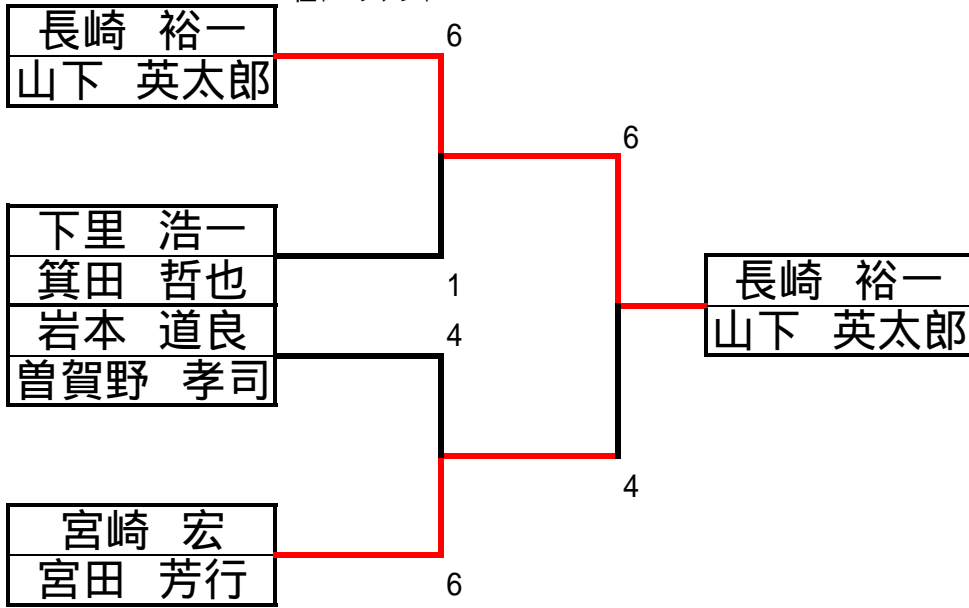 長崎 裕一
山下 英太郎
6
6
下里 浩一
箕田 哲也
1
岩本 道良
曽賀野 孝司
4
長崎 裕一
山下 英太郎
4
宮崎 宏
宮田 芳行
6